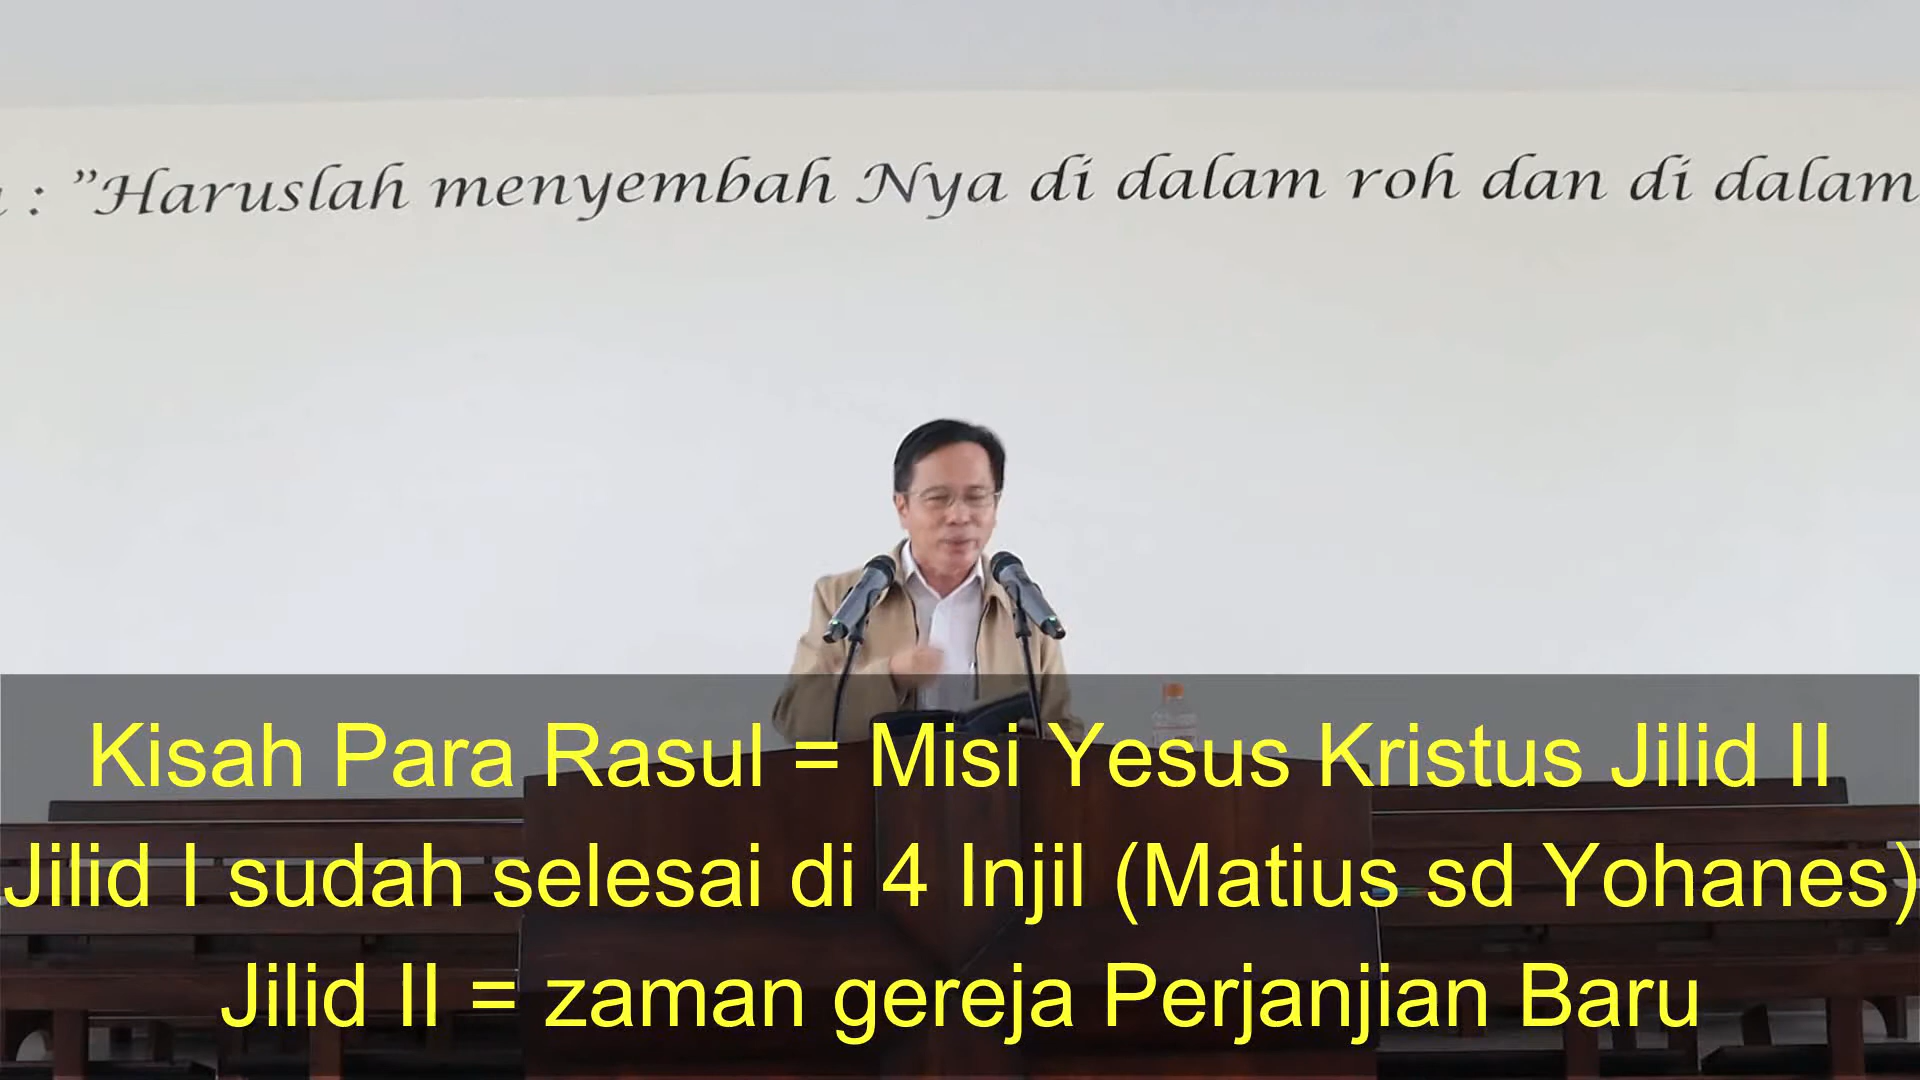 : "Haruslah menyembah Nya di dalam roh dan di dalam
Kisah Para Rasul = Misi Yesus Kristus Jilid II
Jilid I sudah selesai di 4 Injil (Matius sd Yohanes)
Jilid II = zaman gereja Perjanjian Baru